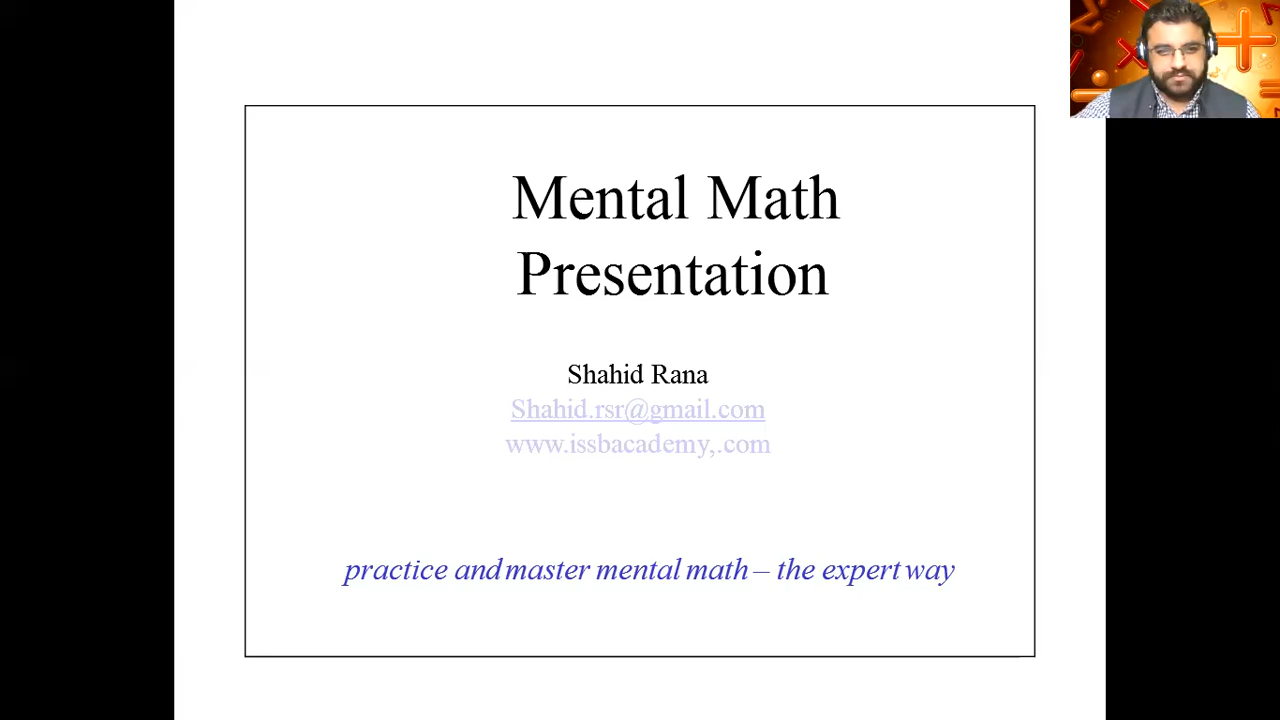 Mental Math
Presentation
Shahid Rana
Shahid.rsr@gmail.com
www.issbacademy,.com
practice and master mental math – the expert way